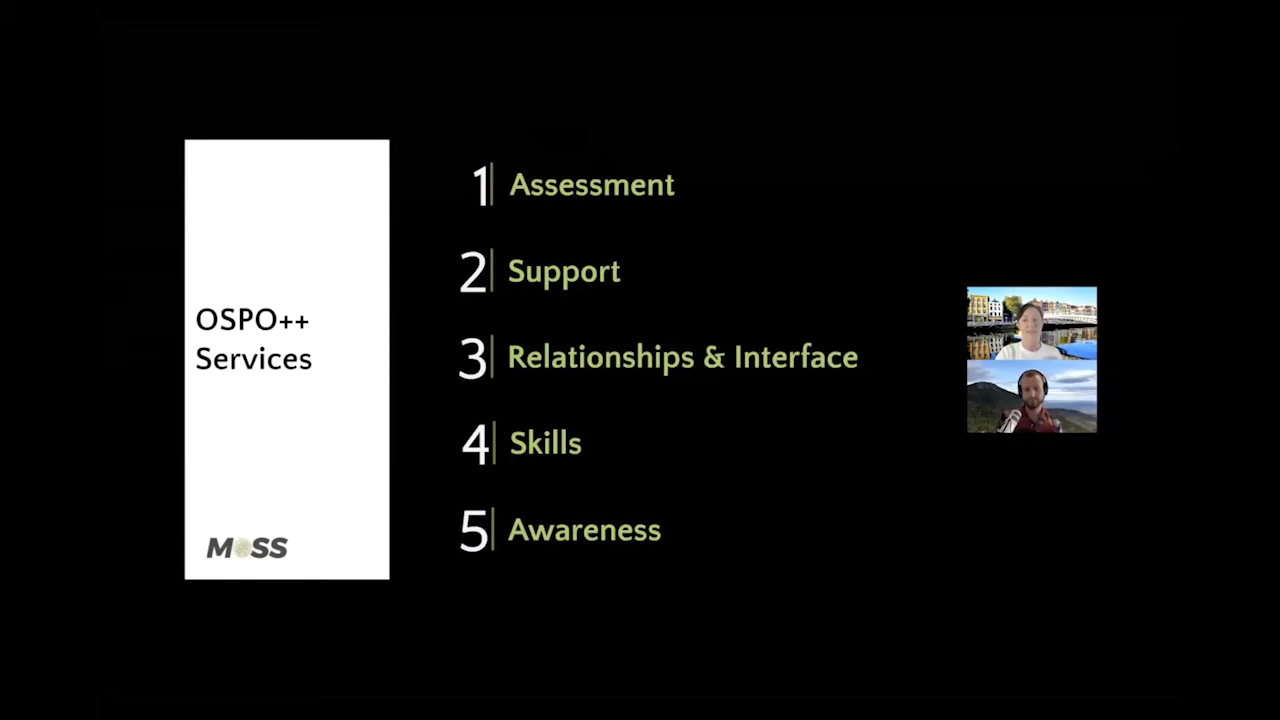 OSPO++
Services
MOSS
1 Assessment
2 Support
3 Relationships & Interface
4 Skills
5 Awareness